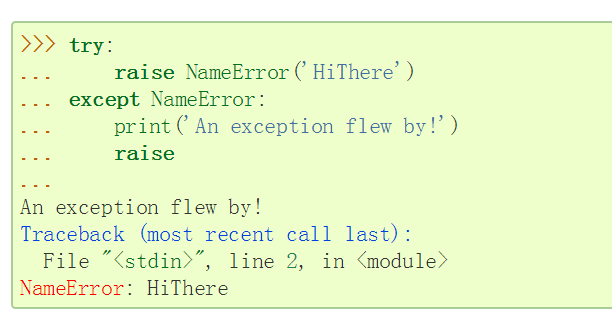 >>> try:
...     raise NameError('HiThere')
... except NameError:
...     print('An exception flew by!')
...     raise
...
An exception flew by!
Traceback (most recent call last):
  File "<stdin>", line 2, in <module>
NameError: HiThere